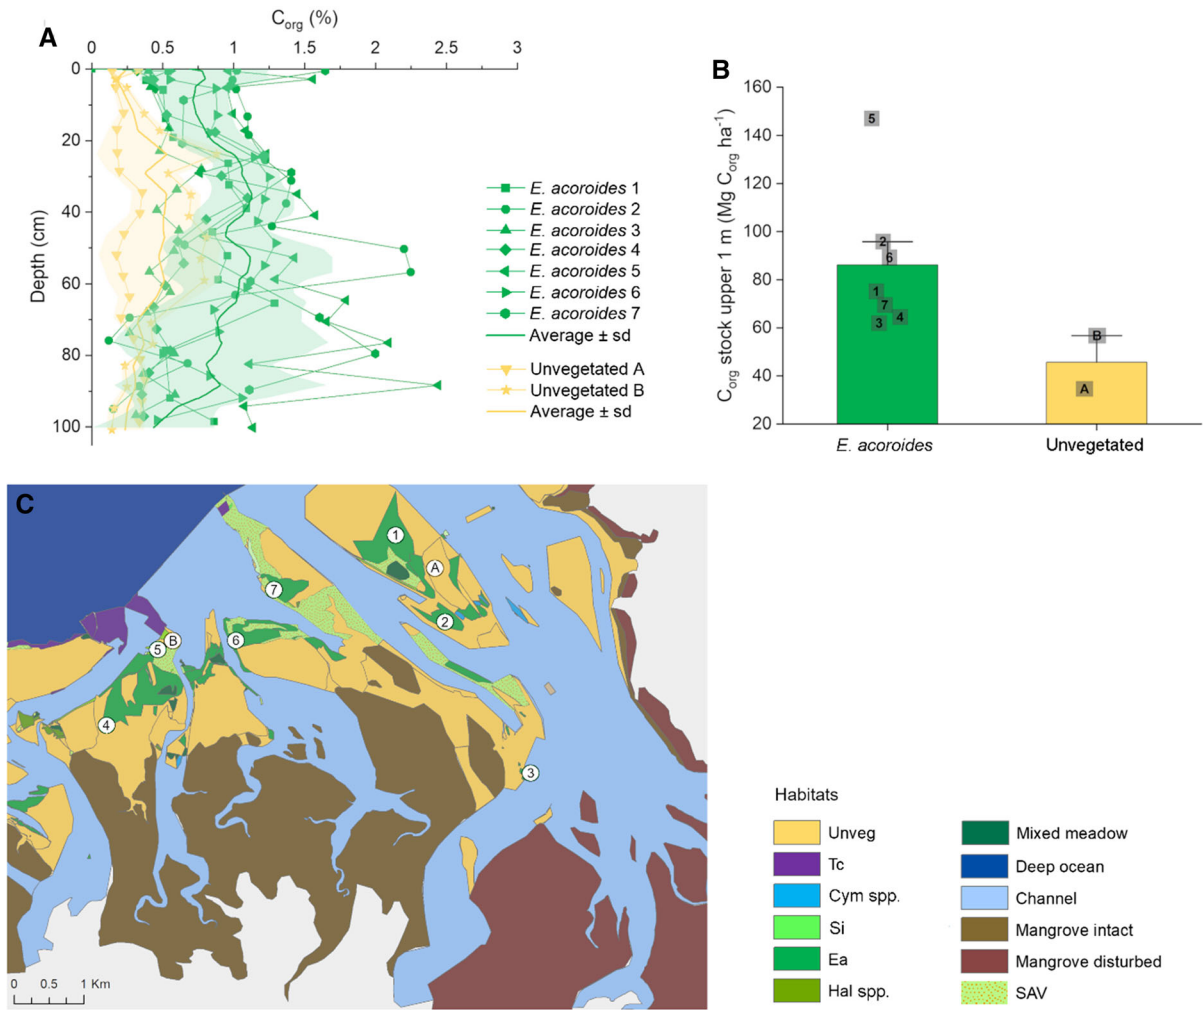 A
C_org (%)
0 0.5 1 1.5 2 2.5 3
Depth (cm)
0
20
40
60
80
100
E. acoroides 1
E. acoroides 2
E. acoroides 3
E. acoroides 4
E. acoroides 5
E. acoroides 6
E. acoroides 7
Average ± sd
Unvegetated A
Unvegetated B
Average ± sd
B
C_org stock upper 1 m (Mg C_org ha⁻¹)
160
140
120
100
80
60
40
20
5
2
6
1
7
3 4
B
A
E. acoroides Unvegetated
C
1
A
7
2
6
B
5
4
3
0 0.5 1 Km
Habitats
Unveg
Tc
Cym spp.
Si
Ea
Hal spp.
Mixed meadow
Deep ocean
Channel
Mangrove intact
Mangrove disturbed
SAV